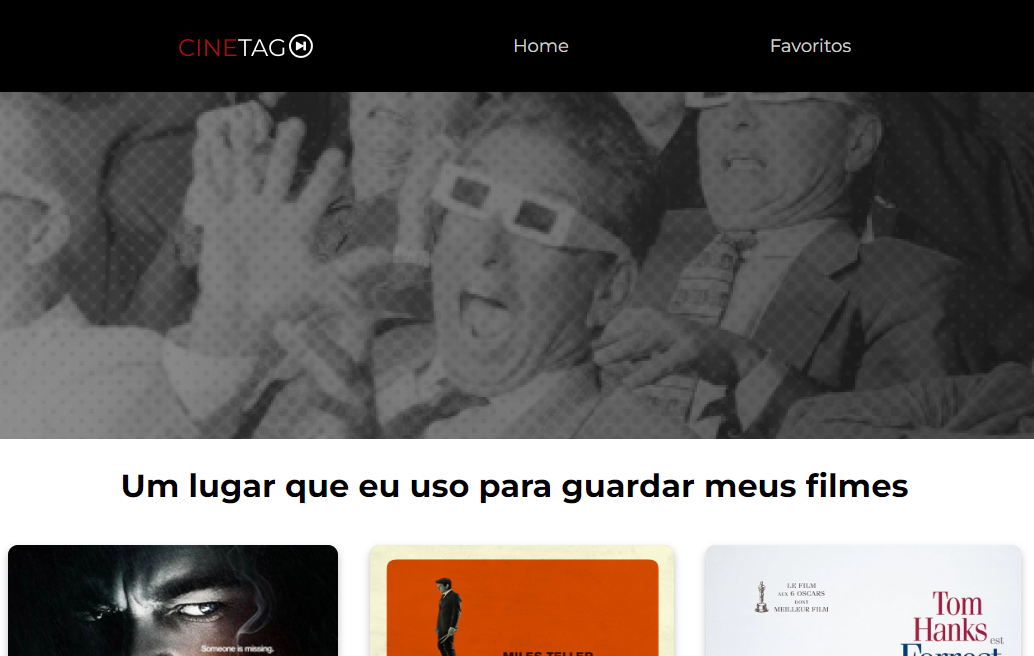 CINETAG
Home
Favoritos
Um lugar que eu uso para guardar meus filmes
Someone is missing.
MILES TELLER
LE FILM
AUX 6 OSCARS
DONT
MEILLEUR FILM
Tom
Hanks est
Forrest